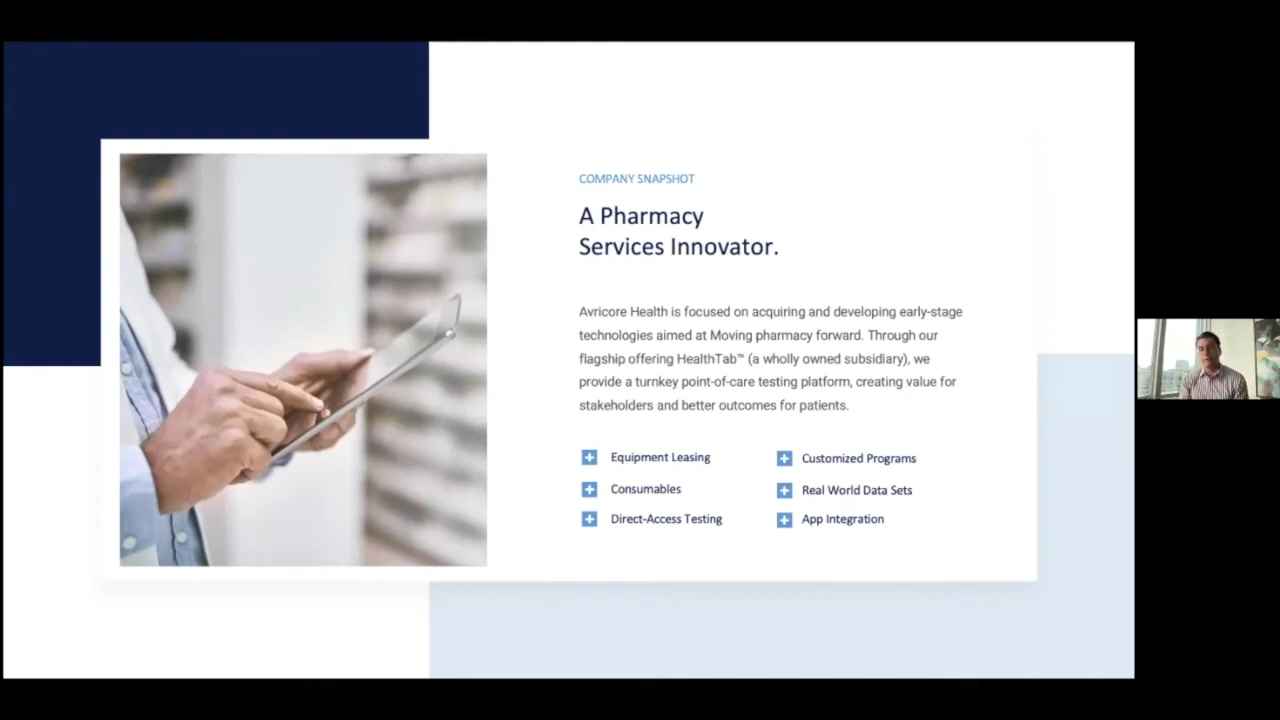 COMPANY SNAPSHOT
A Pharmacy
Services Innovator.
Avricore Health is focused on acquiring and developing early-stage
technologies aimed at Moving pharmacy forward. Through our
flagship offering HealthTab™ (a wholly owned subsidiary), we
provide a turnkey point-of-care testing platform, creating value for
stakeholders and better outcomes for patients.
Equipment Leasing
Consumables
Direct-Access Testing
Customized Programs
Real World Data Sets
App Integration